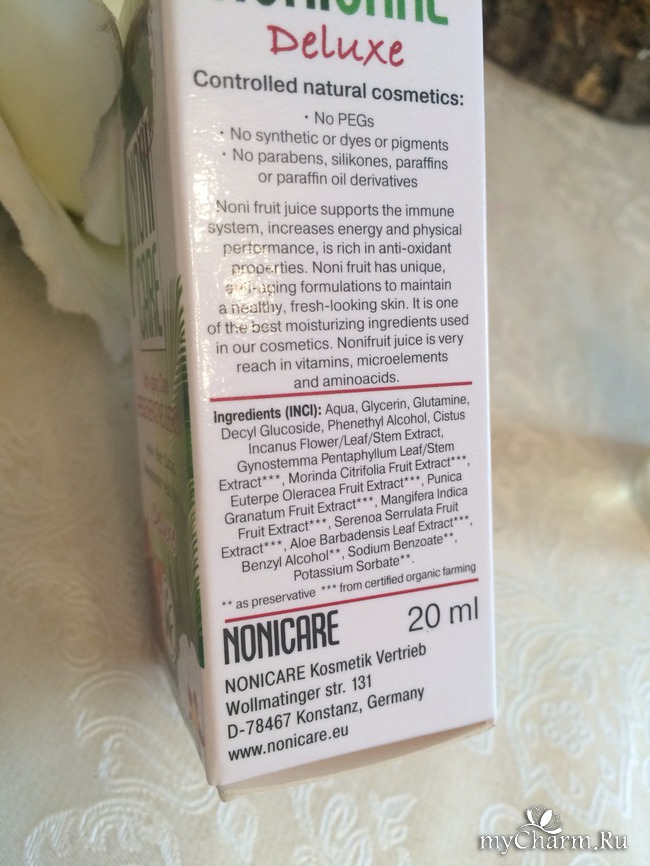 Deluxe
Controlled natural cosmetics:
· No PEGs
· No synthetic or dyes or pigments
· No parabens, silikones, paraffins
or paraffin oil derivatives
Noni fruit juice supports the immune
system, increases energy and physical
performance, is rich in anti-oxidant
properties. Noni fruit has unique,
anti-aging formulations to maintain
a healthy, fresh-looking skin. It is one
of the best moisturizing ingredients used
in our cosmetics. Nonifruit juice is very
reach in vitamins, microelements
and aminoacids.
Ingredients (INCI): Aqua, Glycerin, Glutamine,
Decyl Glucoside, Phenethyl Alcohol, Cistus
Incanus Flower/Leaf/Stem Extract,
Gynostemma Pentaphyllum Leaf/Stem
Extract***, Morinda Citrifolia Fruit Extract***,
Euterpe Oleracea Fruit Extract***, Punica
Granatum Fruit Extract***, Mangifera Indica
Fruit Extract***, Serenoa Serrulata Fruit
Extract***, Aloe Barbadensis Leaf Extract***,
Benzyl Alcohol**, Sodium Benzoate**,
Potassium Sorbate**.
** as preservative *** from certified organic farming
NONICARE 20 ml
NONICARE Kosmetik Vertrieb
Wollmatinger str. 131
D-78467 Konstanz, Germany
www.nonicare.eu
NONI
CARE
myCharm.Ru